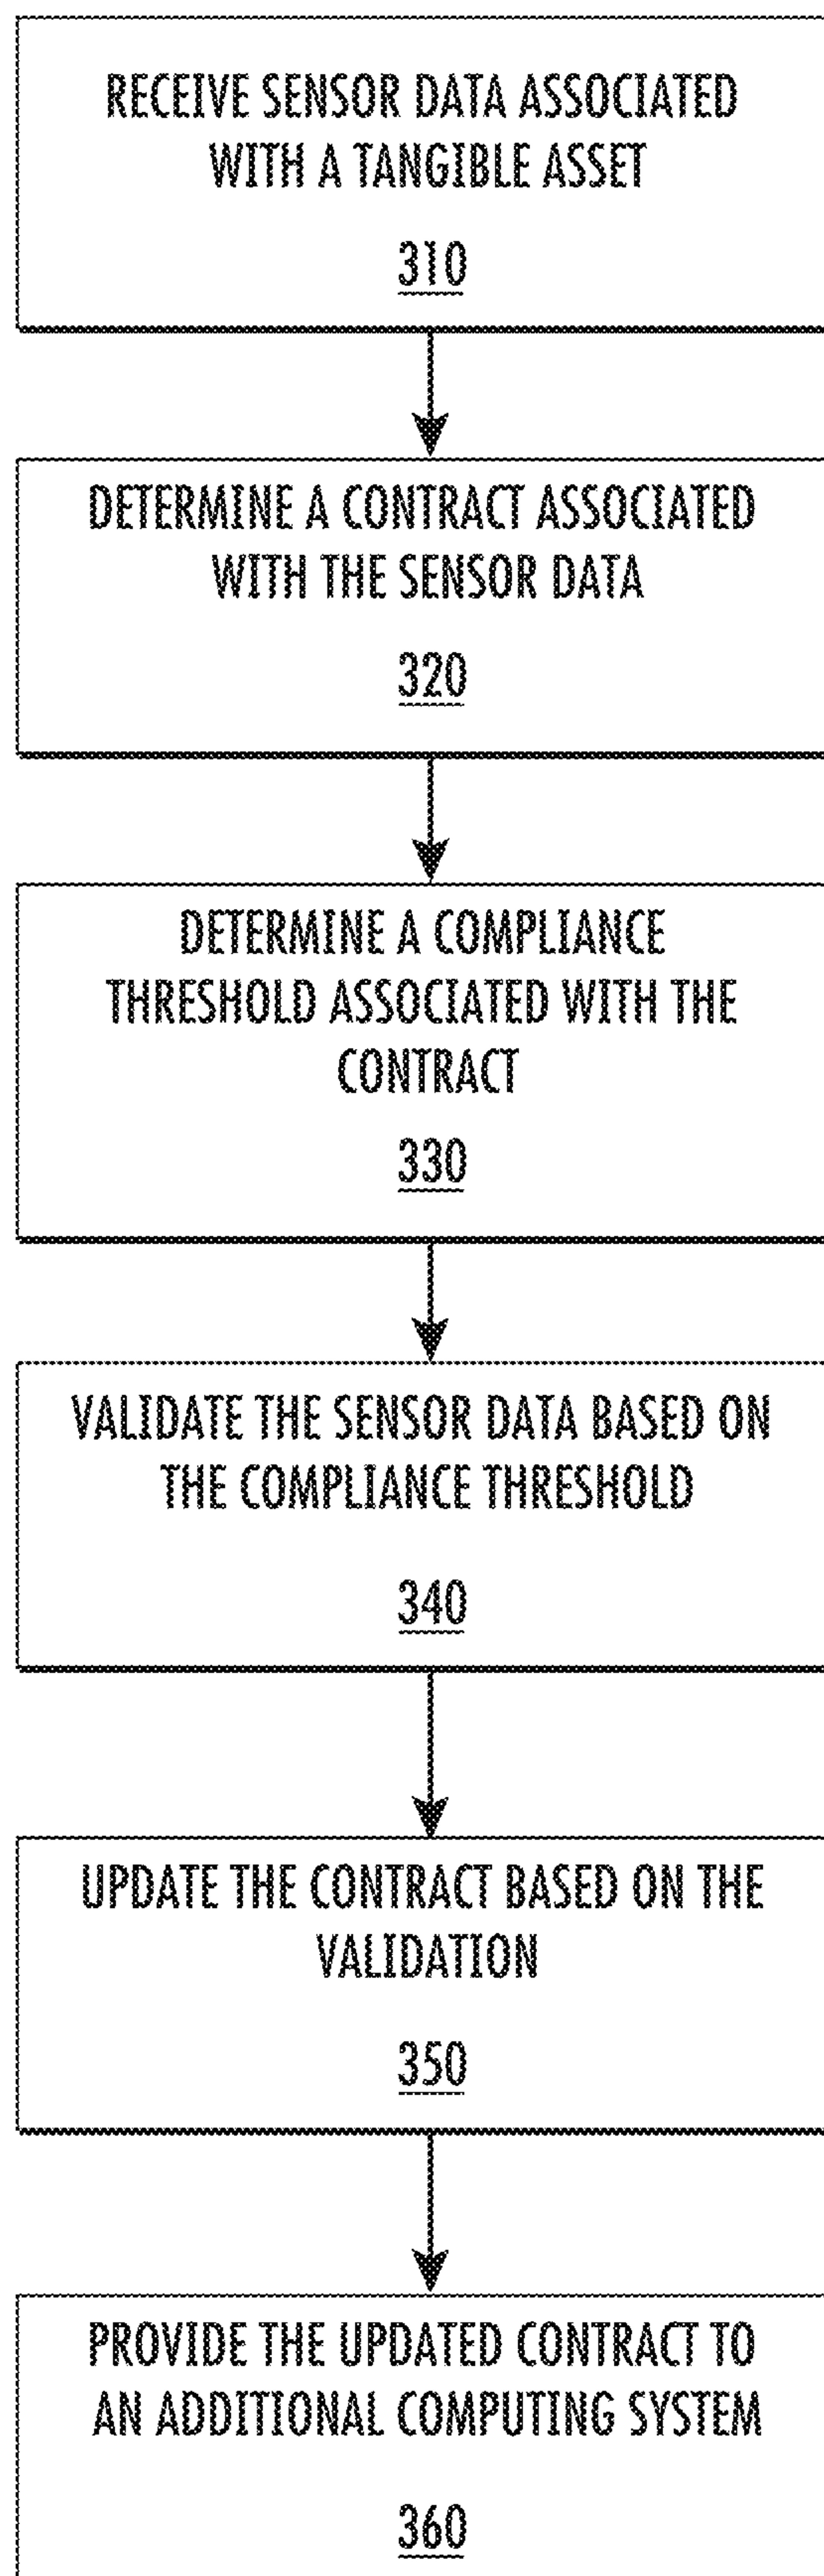 RECEIVE SENSOR DATA ASSOCIATED
WITH A TANGIBLE ASSET
310
DETERMINE A CONTRACT ASSOCIATED
WITH THE SENSOR DATA
320
DETERMINE A COMPLIANCE
THRESHOLD ASSOCIATED WITH THE
CONTRACT
330
VALIDATE THE SENSOR DATA BASED ON
THE COMPLIANCE THRESHOLD
340
UPDATE THE CONTRACT BASED ON THE
VALIDATION
350
PROVIDE THE UPDATED CONTRACT TO
AN ADDITIONAL COMPUTING SYSTEM
360